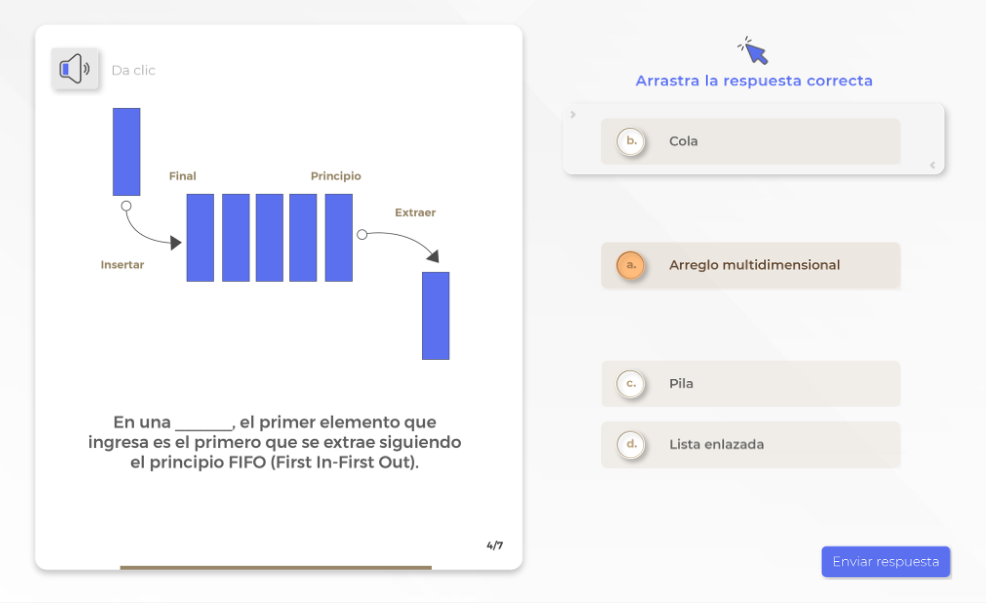 Da clic
Final
Principio
Extraer
Insertar
En una ______, el primer elemento que
ingresa es el primero que se extrae siguiendo
el principio FIFO (First In-First Out).
4/7
Arrastra la respuesta correcta
b. Cola
a. Arreglo multidimensional
c. Pila
d. Lista enlazada
Enviar respuesta